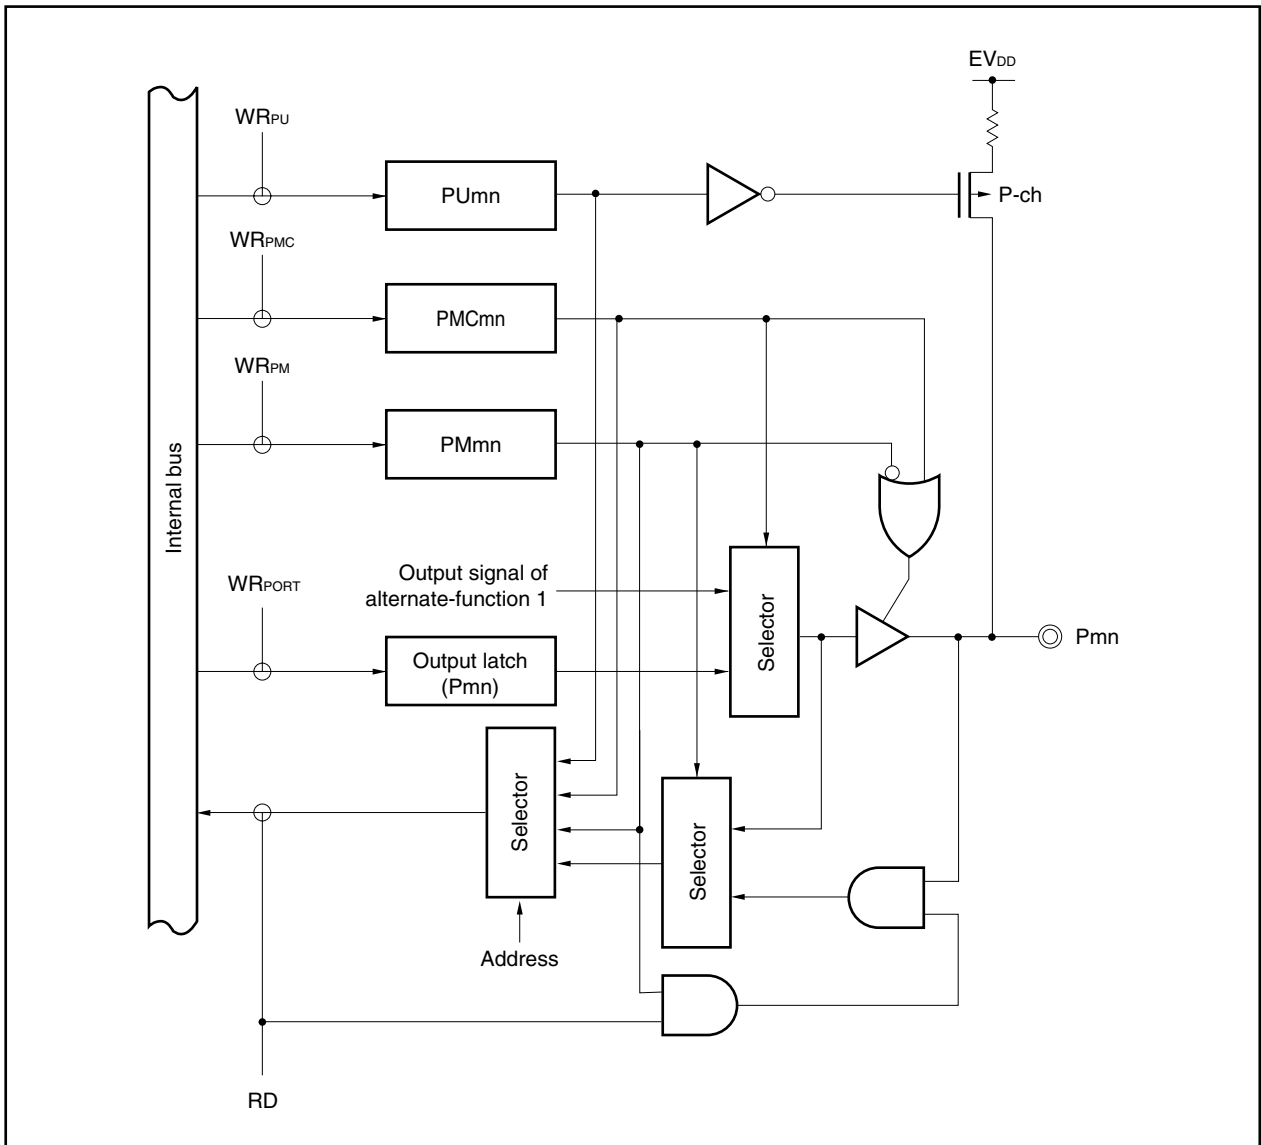 EVDD
WRPU
PUmn
P-ch
WRPMC
PMCmn
WRPM
PMmn
Internal bus
Output signal of
alternate-function 1
WRPORT
Selector
Output latch
(Pmn)
Pmn
Selector
Selector
Address
RD